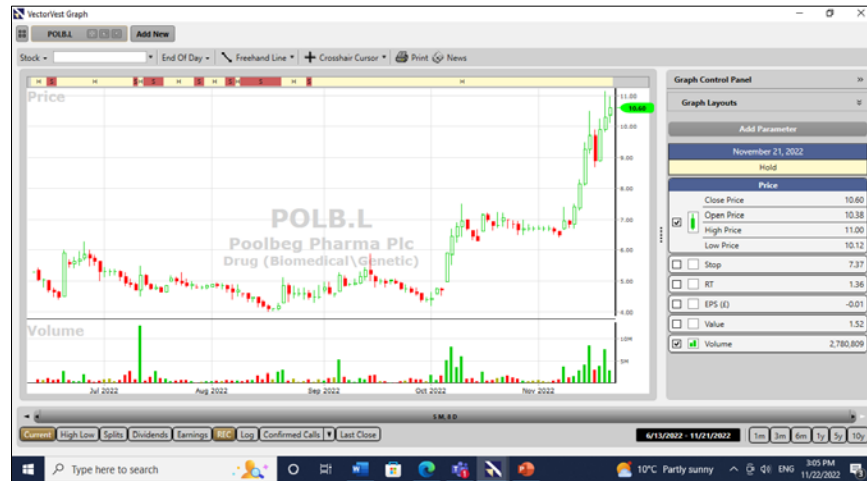 VectorVest Graph
POLB.L
Add New
Stock
End Of Day
Freehand Line
Crosshair Cursor
Print
News
H S H S H S H S H S H S H S H
Price
11.00
10.60
10.00
9.00
8.00
7.00
6.00
5.00
4.00
POLB.L
Poolbeg Pharma Plc
Drug (Biomedical\Genetic)
Volume
10M
5M
Jul 2022 Aug 2022 Sep 2022 Oct 2022 Nov 2022
Graph Control Panel
Graph Layouts
Add Parameter
November 21, 2022
Hold
Price
Close Price 10.60
Open Price 10.38
High Price 11.00
Low Price 10.12
Stop 7.37
RT 1.36
EPS (£) -0.01
Value 1.52
Volume 2,780,809
5 M, 8 D
Current High Low Splits Dividends Earnings REC Log Confirmed Calls Last Close
6/13/2022 - 11/21/2022
1m 3m 6m 1y 5y 10y
Type here to search
10°C Partly sunny
ENG
3:05 PM
11/22/2022